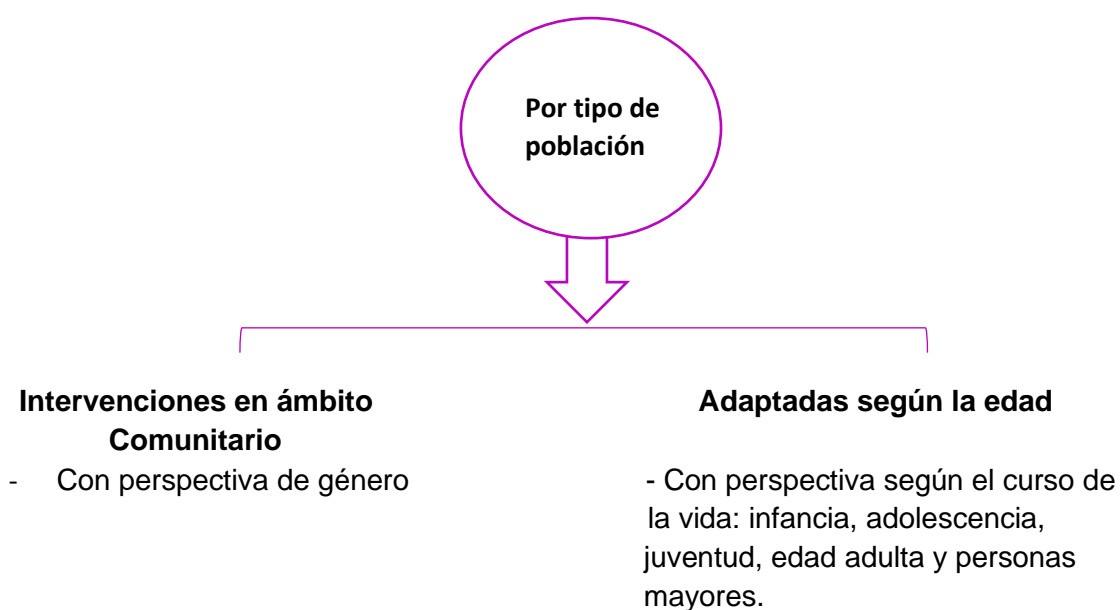 Por tipo de
población
Intervenciones en ámbito
Comunitario
- Con perspectiva de género
Adaptadas según la edad
- Con perspectiva según el curso de
la vida: infancia, adolescencia,
juventud, edad adulta y personas
mayores.